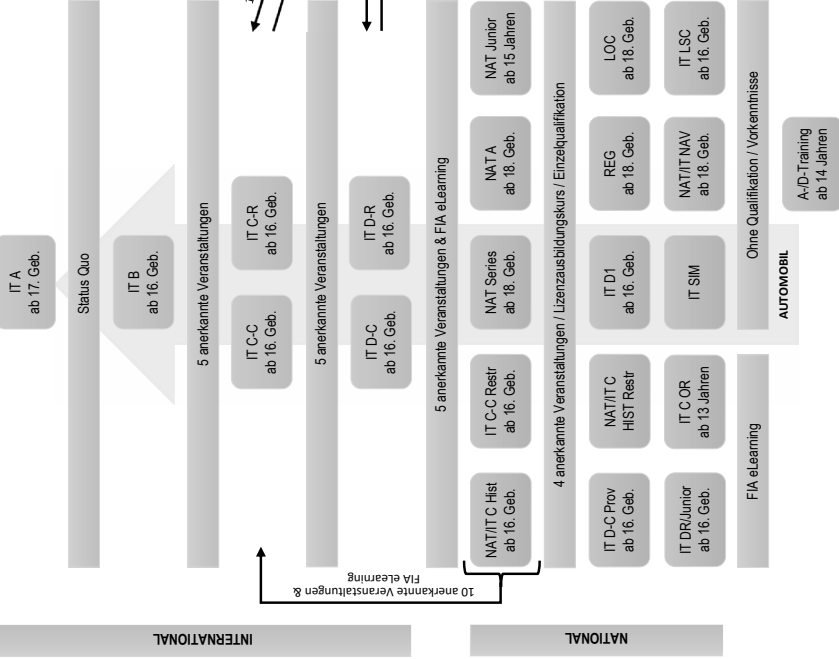 IT A
ab 17. Geb.
Status Quo
IT B
ab 16. Geb.
5 anerkannte Veranstaltungen
IT C-C
ab 16. Geb.
IT C-R
ab 16. Geb.
5 anerkannte Veranstaltungen
IT D-C
ab 16. Geb.
IT D-R
ab 16. Geb.
5 anerkannte Veranstaltungen & FIA eLearning
NAT/IT C Hist
ab 16. Geb.
IT C-C Restr
ab 16. Geb.
NAT Series
ab 18. Geb.
NAT A
ab 18. Geb.
NAT Junior
ab 15 Jahren
4 anerkannte Veranstaltungen / Lizenzausbildungskurs / Einzelqualifikation
IT D-C Prov
ab 16. Geb.
NAT/IT C
HIST Restr
IT D1
ab 16. Geb.
REG
ab 18. Geb.
LOC
ab 18. Geb.
IT DR/Junior
ab 16. Geb.
IT C OR
ab 13 Jahren
IT SIM
NAT/IT NAV
ab 18. Geb.
IT LSC
ab 16. Geb.
FIA eLearning
Ohne Qualifikation / Vorkenntnisse
AUTOMOBIL
A-/D-Training
ab 14 Jahren
10 anerkannte Veranstaltungen &
FIA eLearning
INTERNATIONAL
NATIONAL